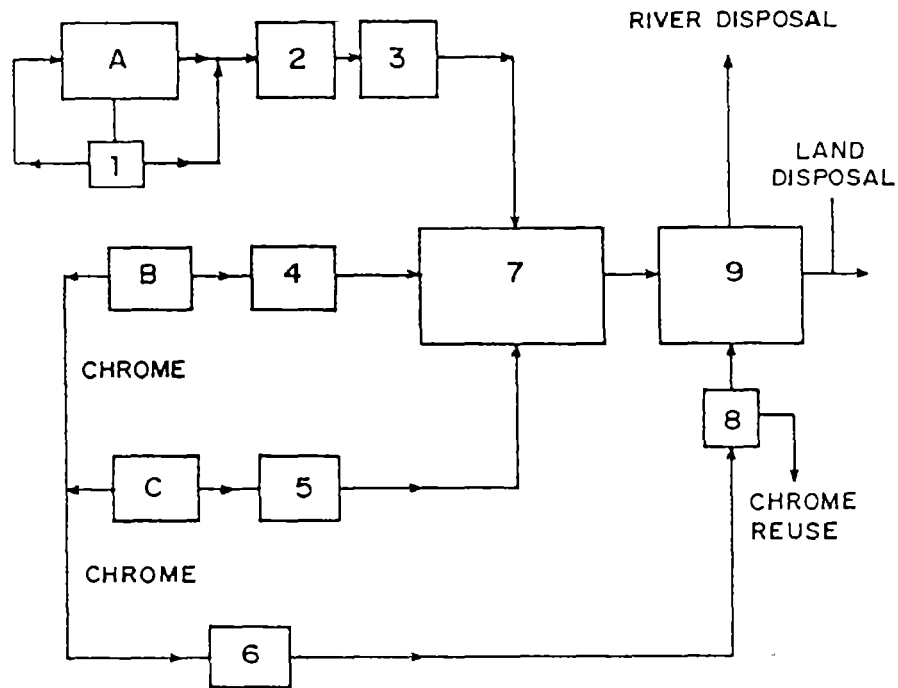 RIVER DISPOSAL
A
2
3
1
LAND
DISPOSAL
B
4
7
9
CHROME
8
C
5
CHROME
REUSE
CHROME
6